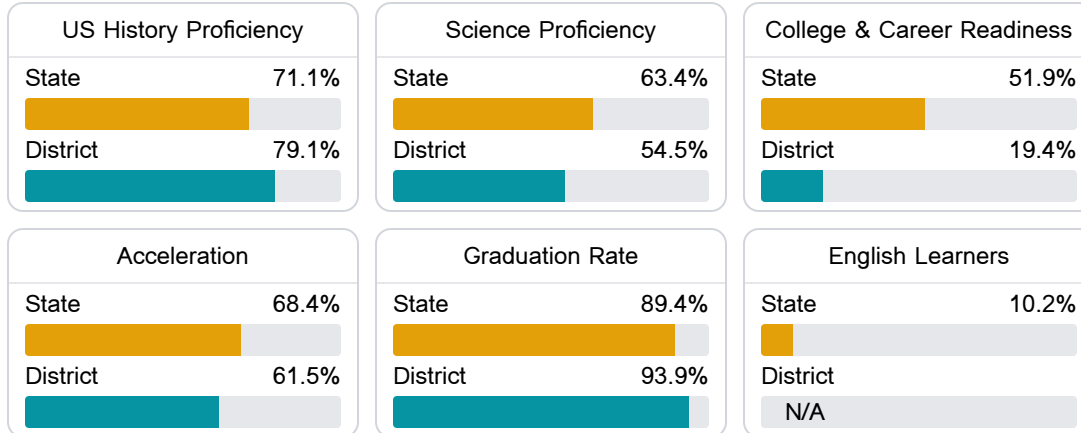 US History Proficiency
State 71.1%
District 79.1%
Science Proficiency
State 63.4%
District 54.5%
College & Career Readiness
State 51.9%
District 19.4%
Acceleration
State 68.4%
District 61.5%
Graduation Rate
State 89.4%
District 93.9%
English Learners
State 10.2%
District
N/A